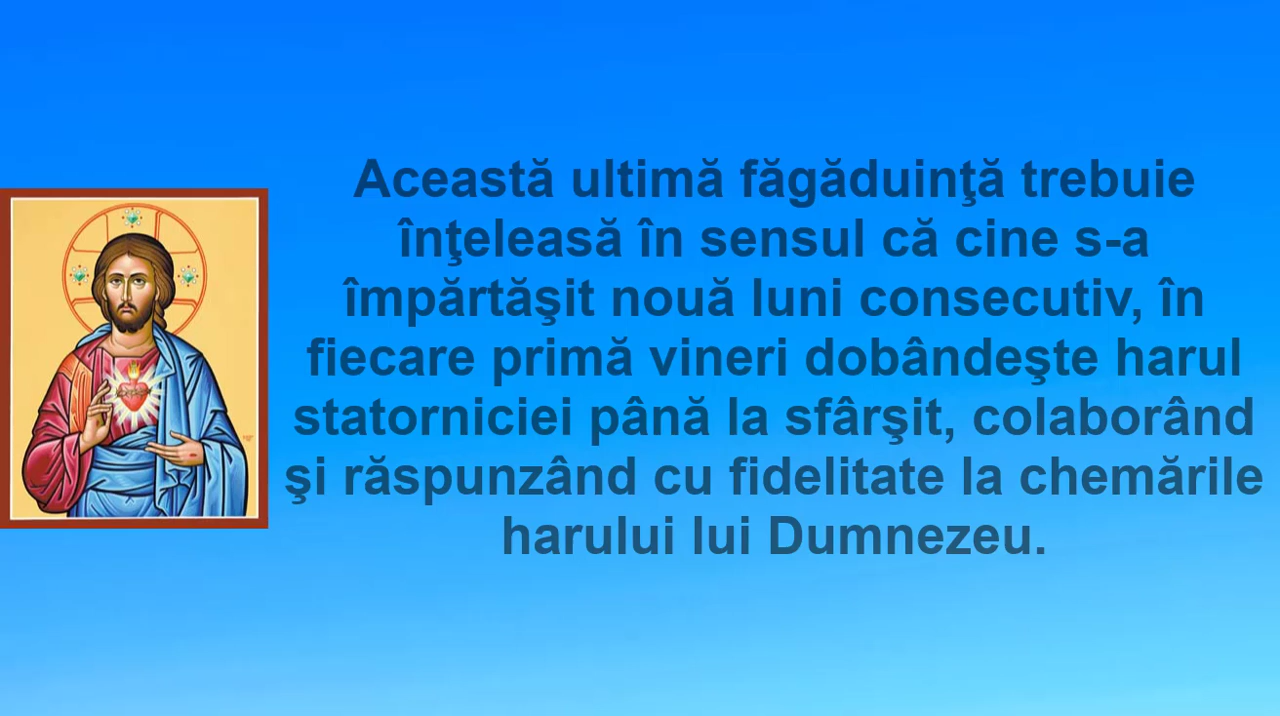 Această ultimă făgăduinţă trebuie
înţeleasă în sensul că cine s-a
împărtăşit nouă luni consecutiv, în
fiecare primă vineri dobândeşte harul
statorniciei până la sfârşit, colaborând
şi răspunzând cu fidelitate la chemările
harului lui Dumnezeu.